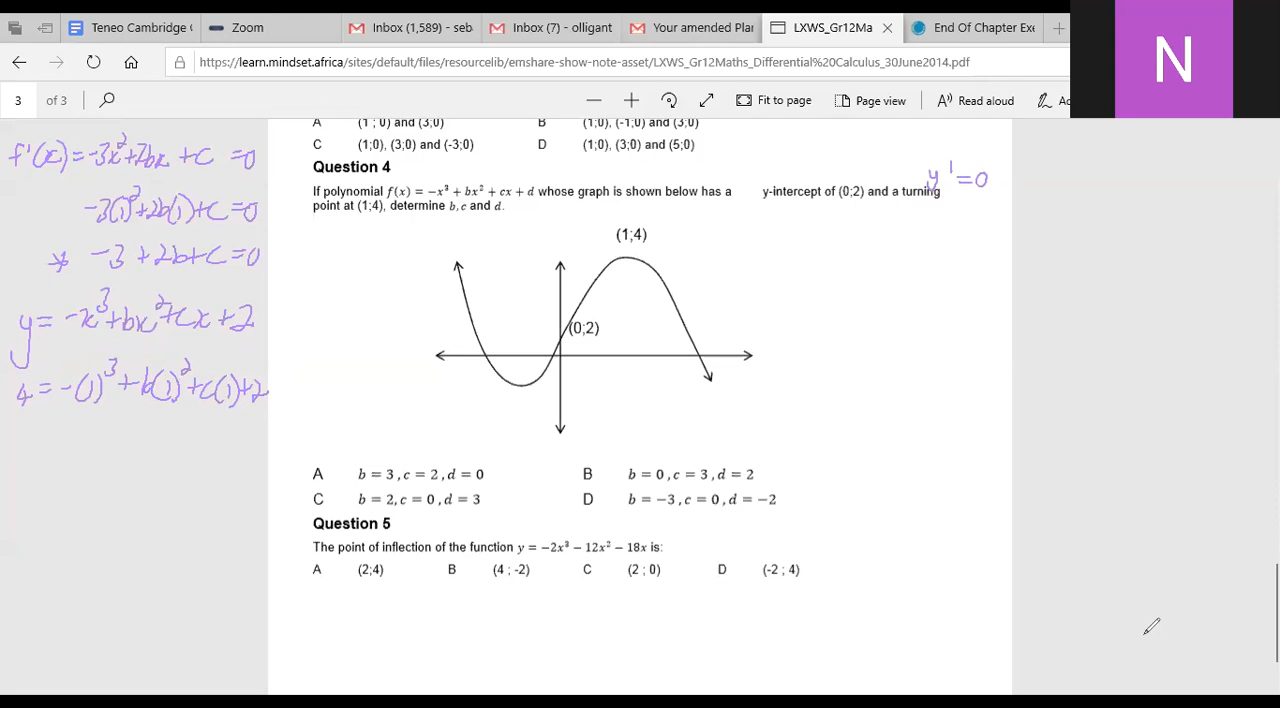 Teneo Cambridge
Zoom
Inbox (1,589) - seb
Inbox (7) - olligant
Your amended Plan
LXWS_Gr12Ma
End Of Chapter Exe
https://learn.mindset.africa/sites/default/files/resourcelib/emshare-show-note-asset/LXWS_Gr12Maths_Differential%20Calculus_30June2014.pdf
N
3 of 3
Fit to page
Page view
Read aloud
A (1 ; 0) and (3;0) B (1;0), (-1;0) and (3;0)
C (1;0), (3;0) and (-3;0) D (1;0), (3;0) and (5;0)
f'(x)=-3x²+2bx+c =0
-3(1)²+2b(1)+c=0
* -3+2b+c=0
y= -x³+bx²+cx+2
4=-(1)³+b(1)²+c(1)+2
Question 4
y'=0
If polynomial f(x) = −x³ + bx² + cx + d whose graph is shown below has a y-intercept of (0;2) and a turning
point at (1;4), determine b, c and d.
(1;4)
(0;2)
A b = 3 , c = 2 , d = 0 B b = 0 , c = 3 , d = 2
C b = 2, c = 0 , d = 3 D b = −3 , c = 0 , d = −2
Question 5
The point of inflection of the function y = −2x³ − 12x² − 18x is:
A (2;4) B (4 ; -2) C (2 ; 0) D (-2 ; 4)